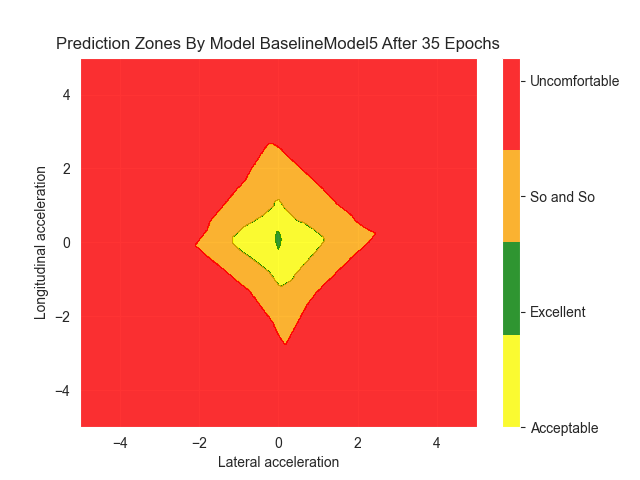 Prediction Zones By Model BaselineModel5 After 35 Epochs
Longitudinal acceleration
4
2
0
−2
−4
−4
−2
0
2
4
Lateral acceleration
Uncomfortable
So and So
Excellent
Acceptable